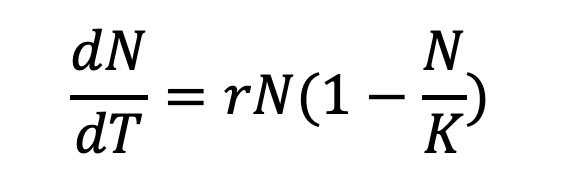 dN/dT = rN(1 − N/K)